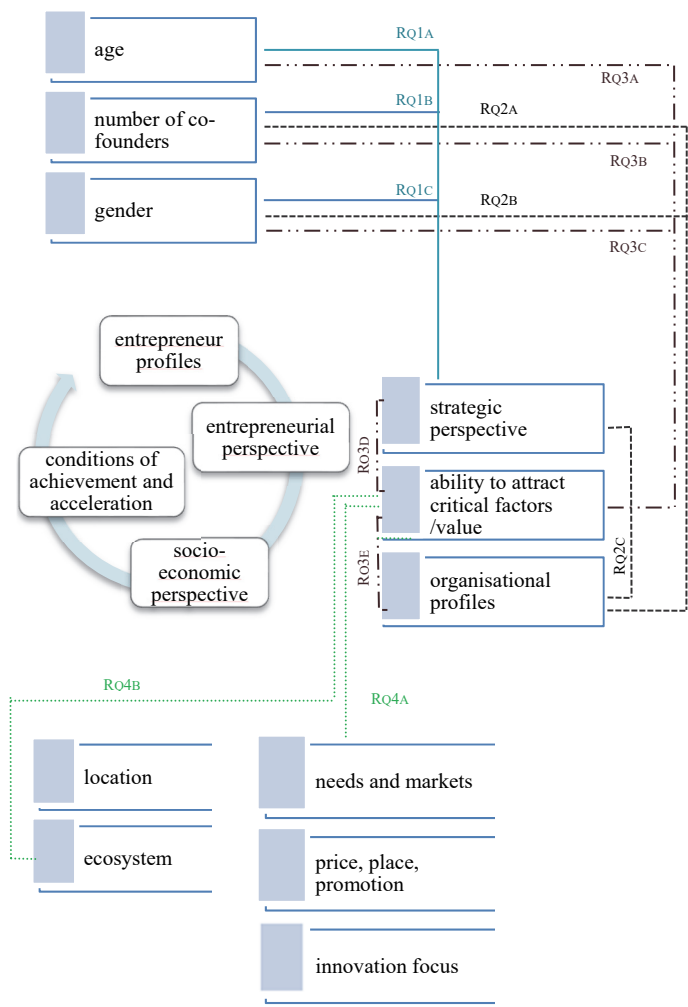 RQ1A
age
RQ3A
RQ1B
RQ2A
number of co-
founders
RQ3B
RQ1C
RQ2B
gender
RQ3C
entrepreneur
profiles
entrepreneurial
perspective
conditions of
achievement and
acceleration
socio-
economic
perspective
strategic
perspective
RQ3D
ability to attract
critical factors
/value
RQ2C
RQ3E
organisational
profiles
RQ4B
RQ4A
location
needs and markets
ecosystem
price, place,
promotion
innovation focus